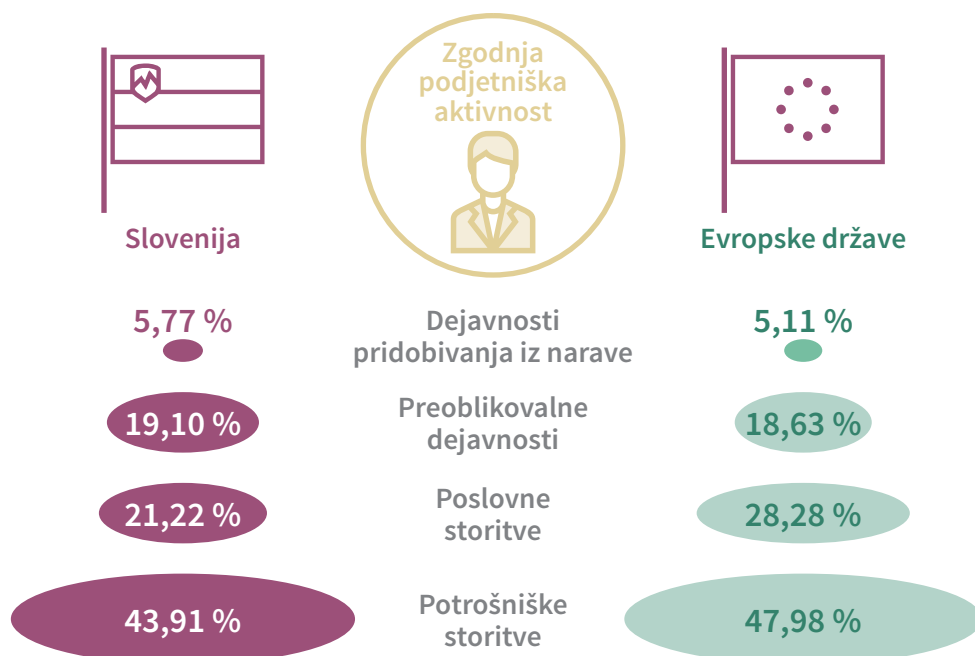 Zgodnja
podjetniška
aktivnost
Slovenija
Evropske države
5,77 %
Dejavnosti
pridobivanja iz narave
5,11 %
19,10 %
Preoblikovalne
dejavnosti
18,63 %
21,22 %
Poslovne
storitve
28,28 %
43,91 %
Potrošniške
storitve
47,98 %